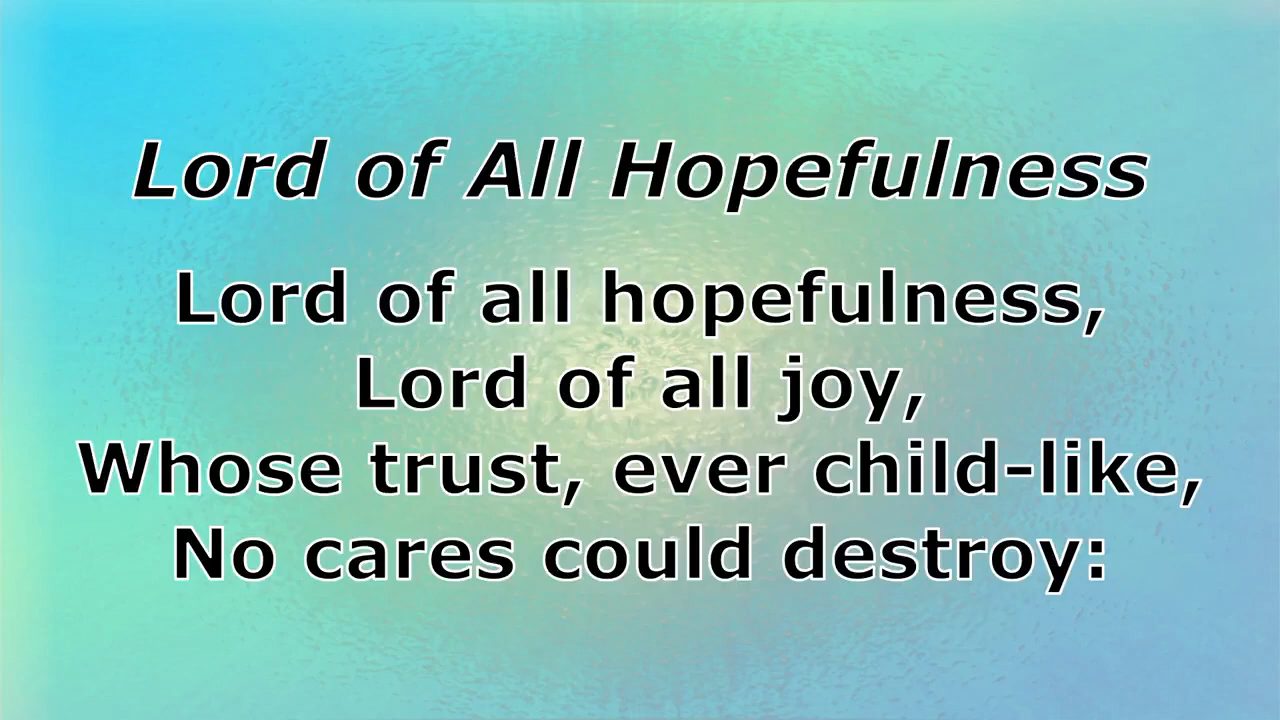 Lord of All Hopefulness
Lord of all hopefulness,
Lord of all joy,
Whose trust, ever child-like,
No cares could destroy: